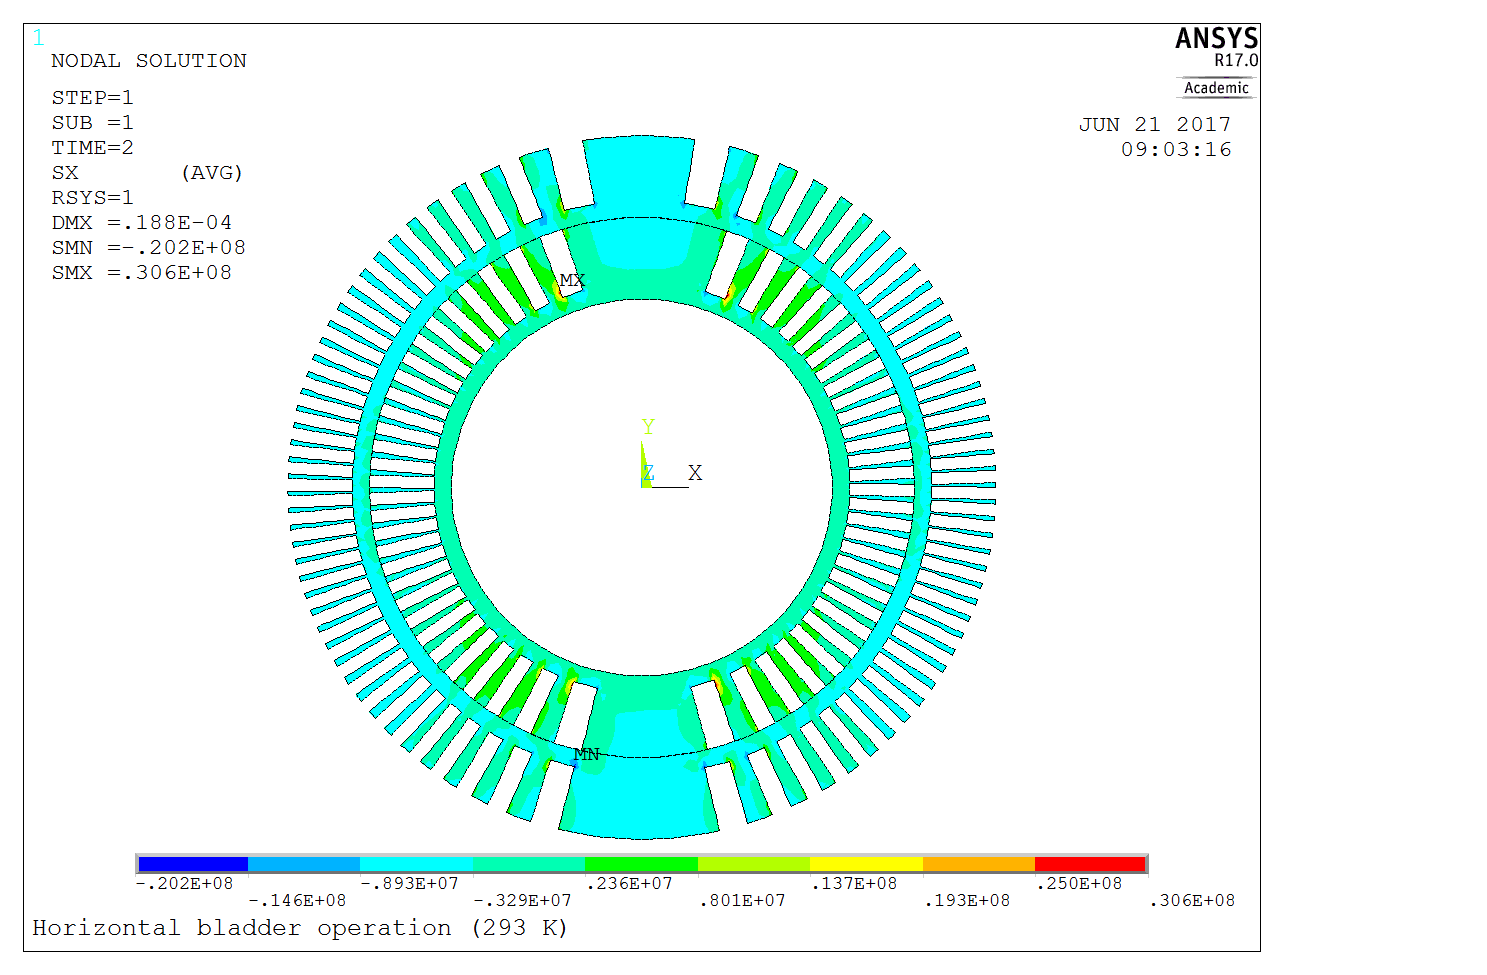 1
NODAL SOLUTION
STEP=1
SUB =1
TIME=2
SX (AVG)
RSYS=1
DMX =.188E-04
SMN =-.202E+08
SMX =.306E+08
ANSYS
R17.0
Academic
JUN 21 2017
09:03:16
MX
Y
Z X
MN
-.202E+08 -.893E+07 .236E+07 .137E+08 .250E+08
-.146E+08 -.329E+07 .801E+07 .193E+08 .306E+08
Horizontal bladder operation (293 K)